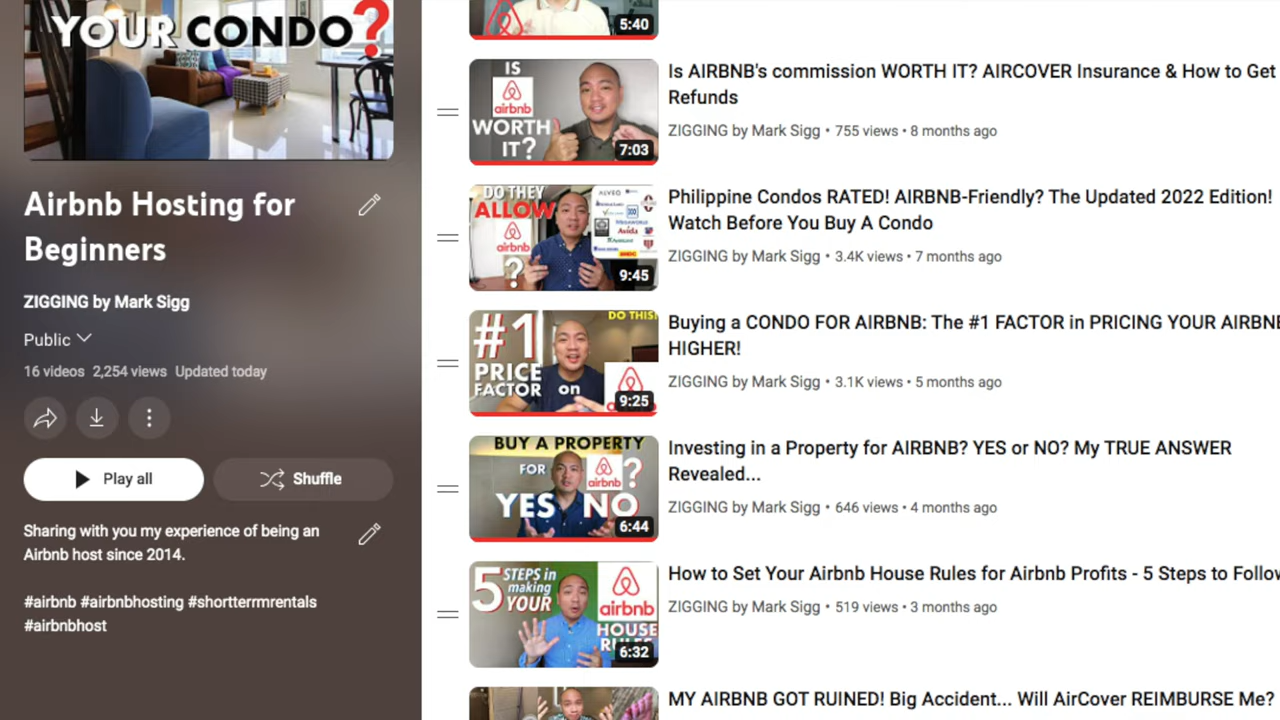 YOUR CONDO?
Airbnb Hosting for
Beginners
ZIGGING by Mark Sigg
Public
16 videos 2,254 views Updated today
Play all
Shuffle
Sharing with you my experience of being an
Airbnb host since 2014.
#airbnb #airbnbhosting #shorttermrentals
#airbnbhost
5:40
IS
airbnb
WORTH
IT?
7:03
Is AIRBNB's commission WORTH IT? AIRCOVER Insurance & How to Get
Refunds
ZIGGING by Mark Sigg • 755 views • 8 months ago
DO THEY
ALLOW
airbnb
?
ALVEO
Avida
9:45
Philippine Condos RATED! AIRBNB-Friendly? The Updated 2022 Edition!
Watch Before You Buy A Condo
ZIGGING by Mark Sigg • 3.4K views • 7 months ago
DO THIS!
#1
PRICE
FACTOR on
9:25
Buying a CONDO FOR AIRBNB: The #1 FACTOR in PRICING YOUR AIRBNB
HIGHER!
ZIGGING by Mark Sigg • 3.1K views • 5 months ago
BUY A PROPERTY
FOR airbnb ?
YES NO
6:44
Investing in a Property for AIRBNB? YES or NO? My TRUE ANSWER
Revealed...
ZIGGING by Mark Sigg • 646 views • 4 months ago
5 STEPS in
making
YOUR
airbnb
HOUSE
RULES
6:32
How to Set Your Airbnb House Rules for Airbnb Profits - 5 Steps to Follow
ZIGGING by Mark Sigg • 519 views • 3 months ago
MY AIRBNB GOT RUINED! Big Accident... Will AirCover REIMBURSE Me?